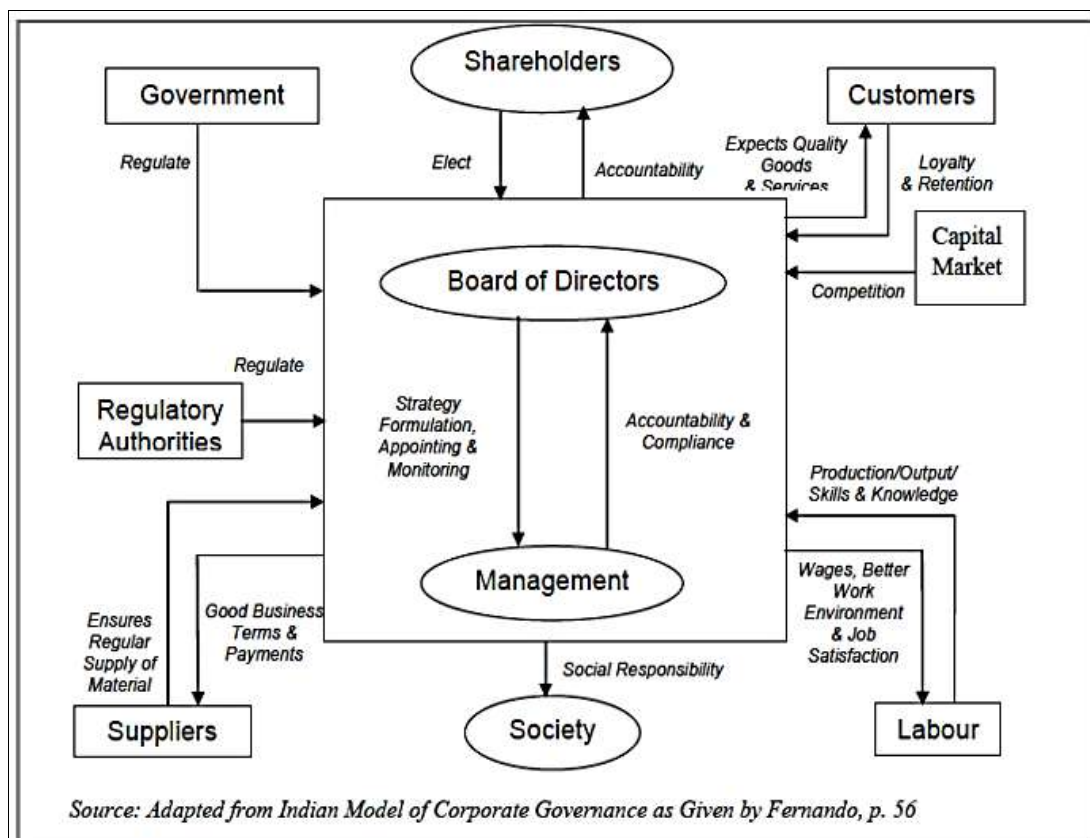 Shareholders
Government
Customers
Regulate
Elect
Accountability
Expects Quality
Goods
& Services
Loyalty
& Retention
Capital
Market
Board of Directors
Competition
Regulate
Regulatory
Authorities
Strategy
Formulation,
Appointing &
Monitoring
Accountability &
Compliance
Production/Output/
Skills & Knowledge
Management
Wages, Better
Work
Environment
& Job
Satisfaction
Ensures
Regular
Supply of
Material
Good Business
Terms &
Payments
Social Responsibility
Suppliers
Society
Labour
Source: Adapted from Indian Model of Corporate Governance as Given by Fernando, p. 56